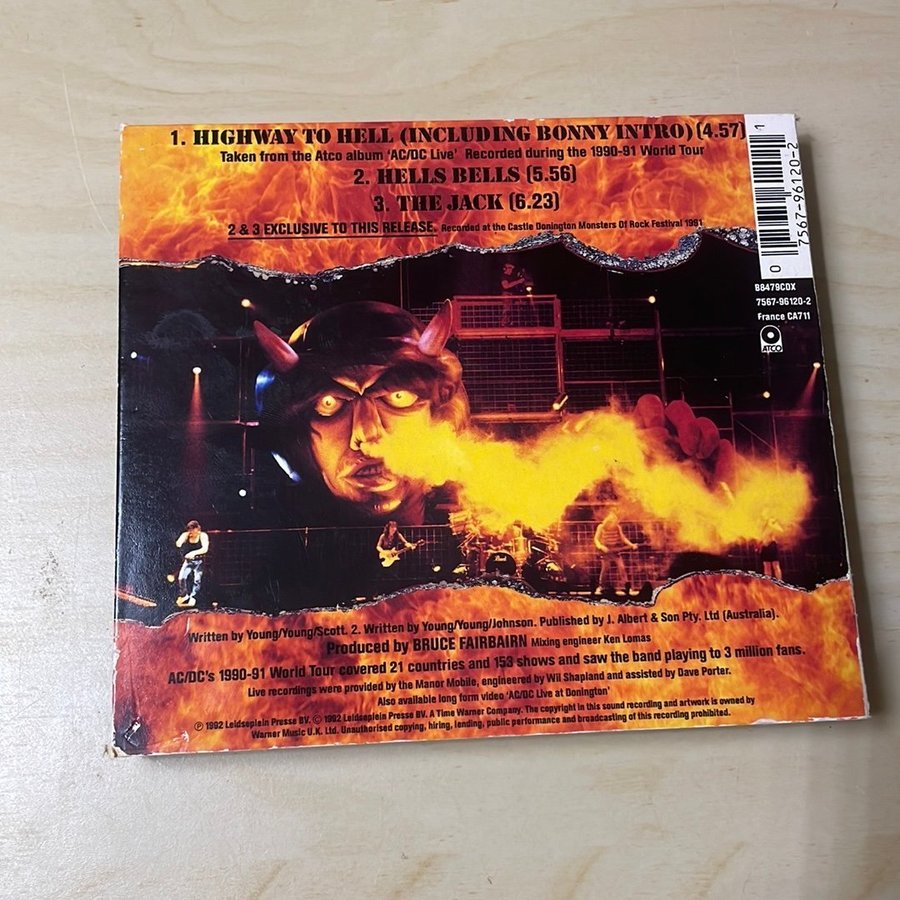 1. HIGHWAY TO HELL (INCLUDING BONNY INTRO) (4.57)
Taken from the Atco album 'AC/DC Live' Recorded during the 1990-91 World Tour
2. HELLS BELLS (5.56)
3. THE JACK (6.23)
2 & 3 EXCLUSIVE TO THIS RELEASE. Recorded at the Castle Donington Monsters Of Rock Festival 1991
0 7567-96120-2 1
B8479CDX
7567-96120-2
France CA711
ATCO
Written by Young/Young/Scott. 2. Written by Young/Young/Johnson. Published by J. Albert & Son Pty. Ltd (Australia).
Produced by BRUCE FAIRBAIRN Mixing engineer Ken Lomas
AC/DC's 1990-91 World Tour covered 21 countries and 153 shows and saw the band playing to 3 million fans.
Live recordings were provided by the Manor Mobile, engineered by Wil Shapland and assisted by Dave Porter.
Also available long form video 'AC/DC Live at Donington'
℗ 1992 Leidseplein Presse BV. © 1992 Leidseplein Presse BV. A Time Warner Company. The copyright in this sound recording and artwork is owned by
Warner Music U.K. Ltd. Unauthorised copying, hiring, lending, public performance and broadcasting of this recording prohibited.